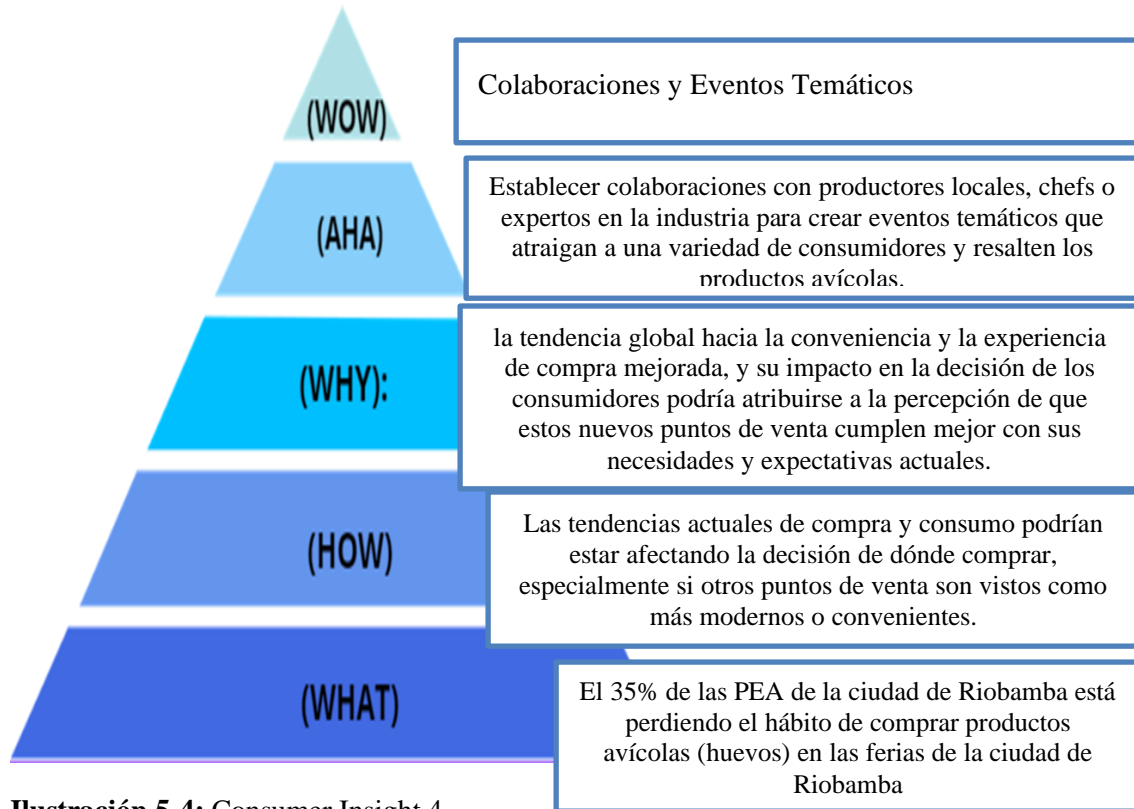 (WOW)
Colaboraciones y Eventos Temáticos
(AHA)
Establecer colaboraciones con productores locales, chefs o
expertos en la industria para crear eventos temáticos que
atraigan a una variedad de consumidores y resalten los
productos avícolas.
(WHY):
la tendencia global hacia la conveniencia y la experiencia
de compra mejorada, y su impacto en la decisión de los
consumidores podría atribuirse a la percepción de que
estos nuevos puntos de venta cumplen mejor con sus
necesidades y expectativas actuales.
(HOW)
Las tendencias actuales de compra y consumo podrían
estar afectando la decisión de dónde comprar,
especialmente si otros puntos de venta son vistos como
más modernos o convenientes.
(WHAT)
El 35% de las PEA de la ciudad de Riobamba está
perdiendo el hábito de comprar productos
avícolas (huevos) en las ferias de la ciudad de
Riobamba
Ilustración 5-4: Consumer Insight 4